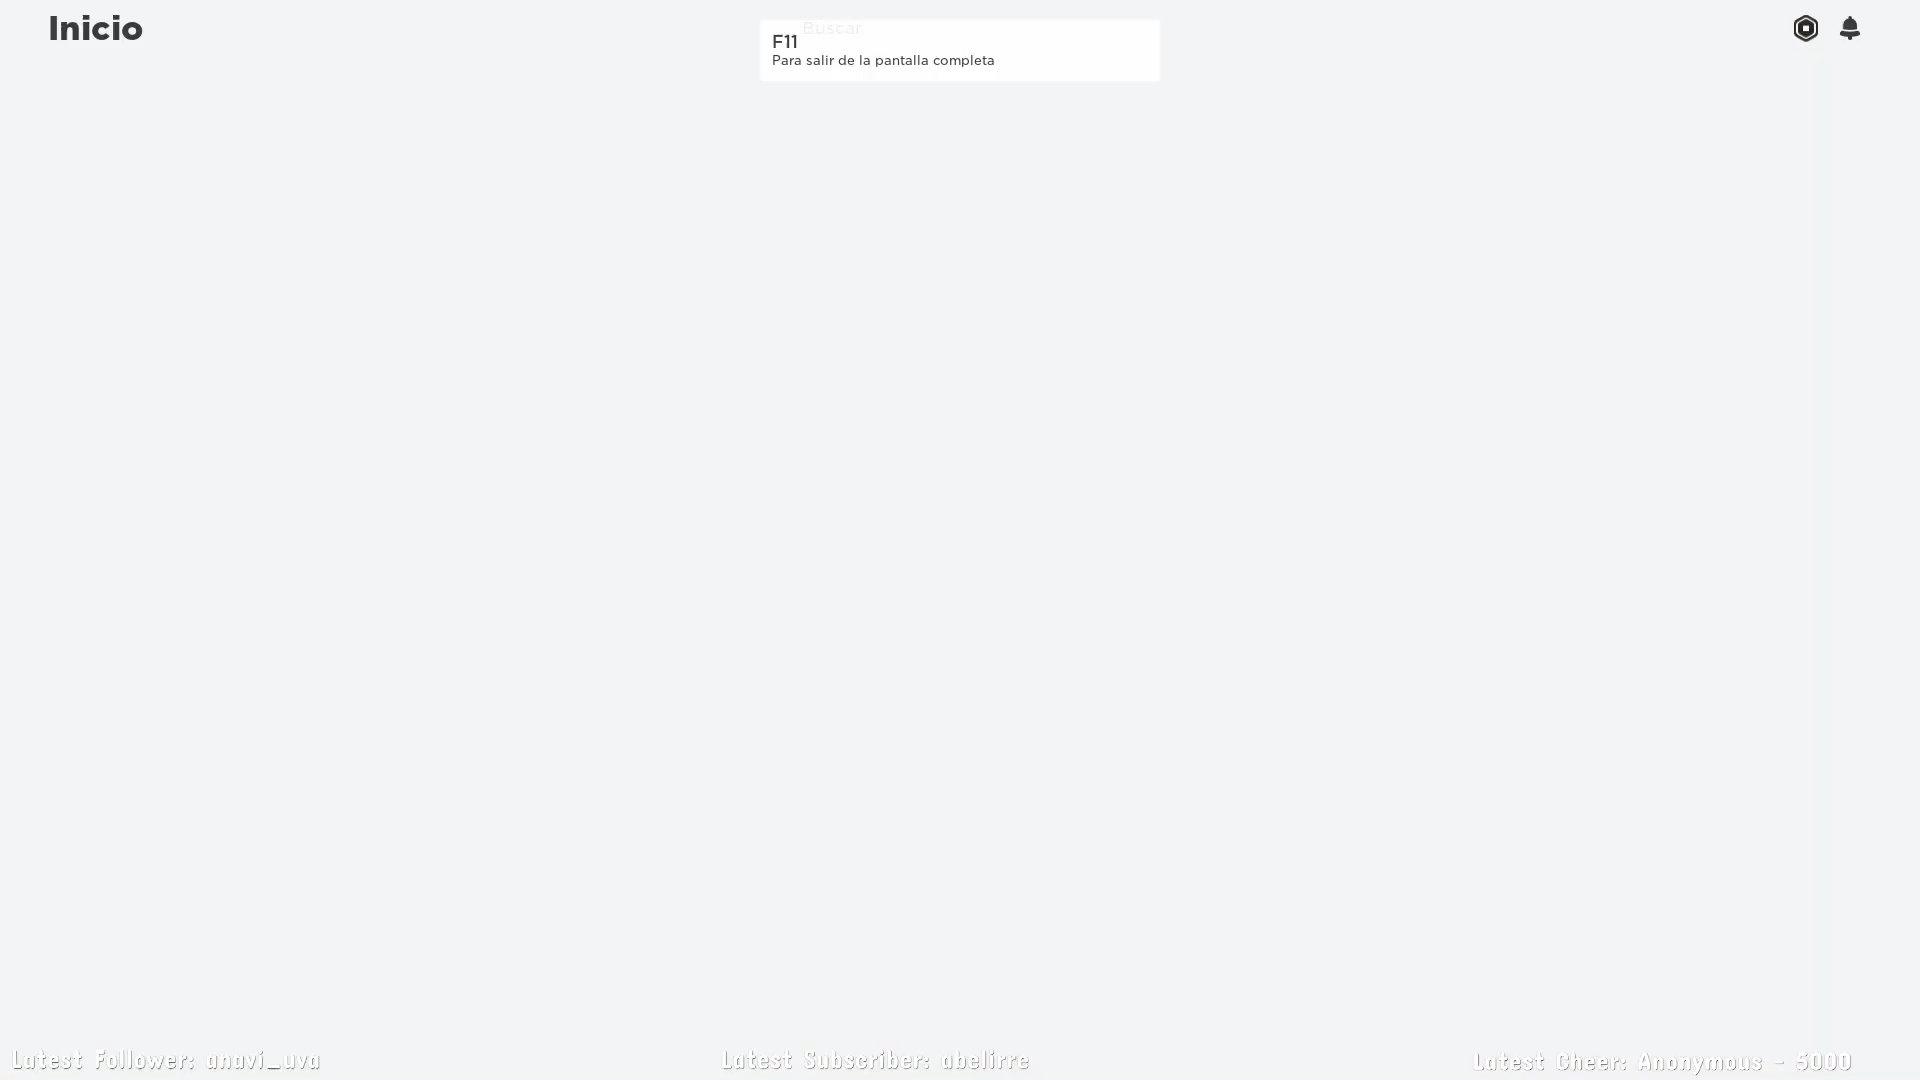 Inicio
Buscar
F11
Para salir de la pantalla completa
Latest Follower: anavi_uva
Latest Subscriber: abelirre
Latest Cheer: Anonymous - 5000